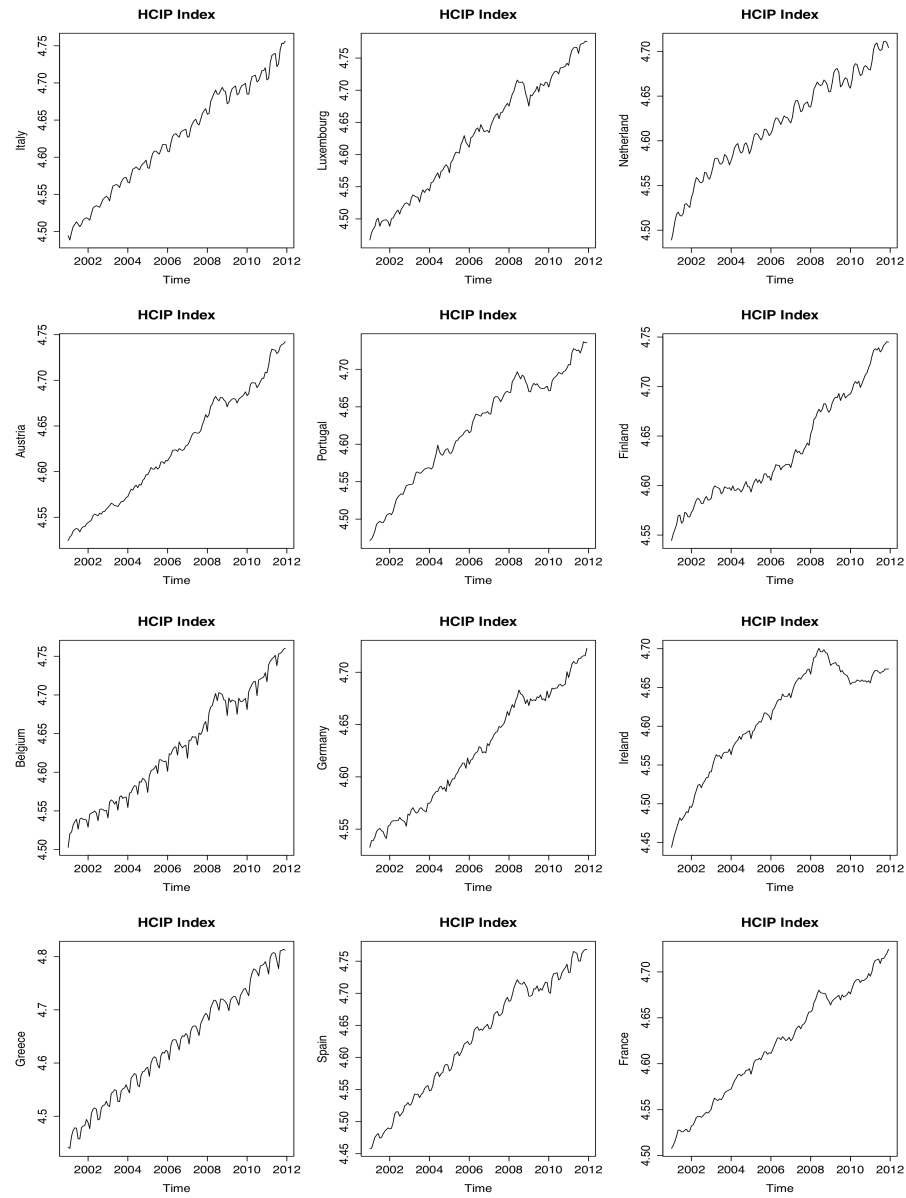 HCIP Index
HCIP Index
HCIP Index
4.75
4.70
4.65
4.60
4.55
4.50
Italy
2002 2004 2006 2008 2010 2012
Time
4.75
4.70
4.65
4.60
4.55
4.50
Luxembourg
2002 2004 2006 2008 2010 2012
Time
4.70
4.65
4.60
4.55
4.50
Netherland
2002 2004 2006 2008 2010 2012
Time
HCIP Index
HCIP Index
HCIP Index
4.75
4.70
4.65
4.60
4.55
Austria
2002 2004 2006 2008 2010 2012
Time
4.70
4.65
4.60
4.55
4.50
Portugal
2002 2004 2006 2008 2010 2012
Time
4.75
4.70
4.65
4.60
4.55
Finland
2002 2004 2006 2008 2010 2012
Time
HCIP Index
HCIP Index
HCIP Index
4.75
4.70
4.65
4.60
4.55
4.50
Belgium
2002 2004 2006 2008 2010 2012
Time
4.70
4.65
4.60
4.55
Germany
2002 2004 2006 2008 2010 2012
Time
4.70
4.65
4.60
4.55
4.50
4.45
Ireland
2002 2004 2006 2008 2010 2012
Time
HCIP Index
HCIP Index
HCIP Index
4.8
4.7
4.6
4.5
Greece
2002 2004 2006 2008 2010 2012
Time
4.75
4.70
4.65
4.60
4.55
4.50
4.45
Spain
2002 2004 2006 2008 2010 2012
Time
4.70
4.65
4.60
4.55
4.50
France
2002 2004 2006 2008 2010 2012
Time